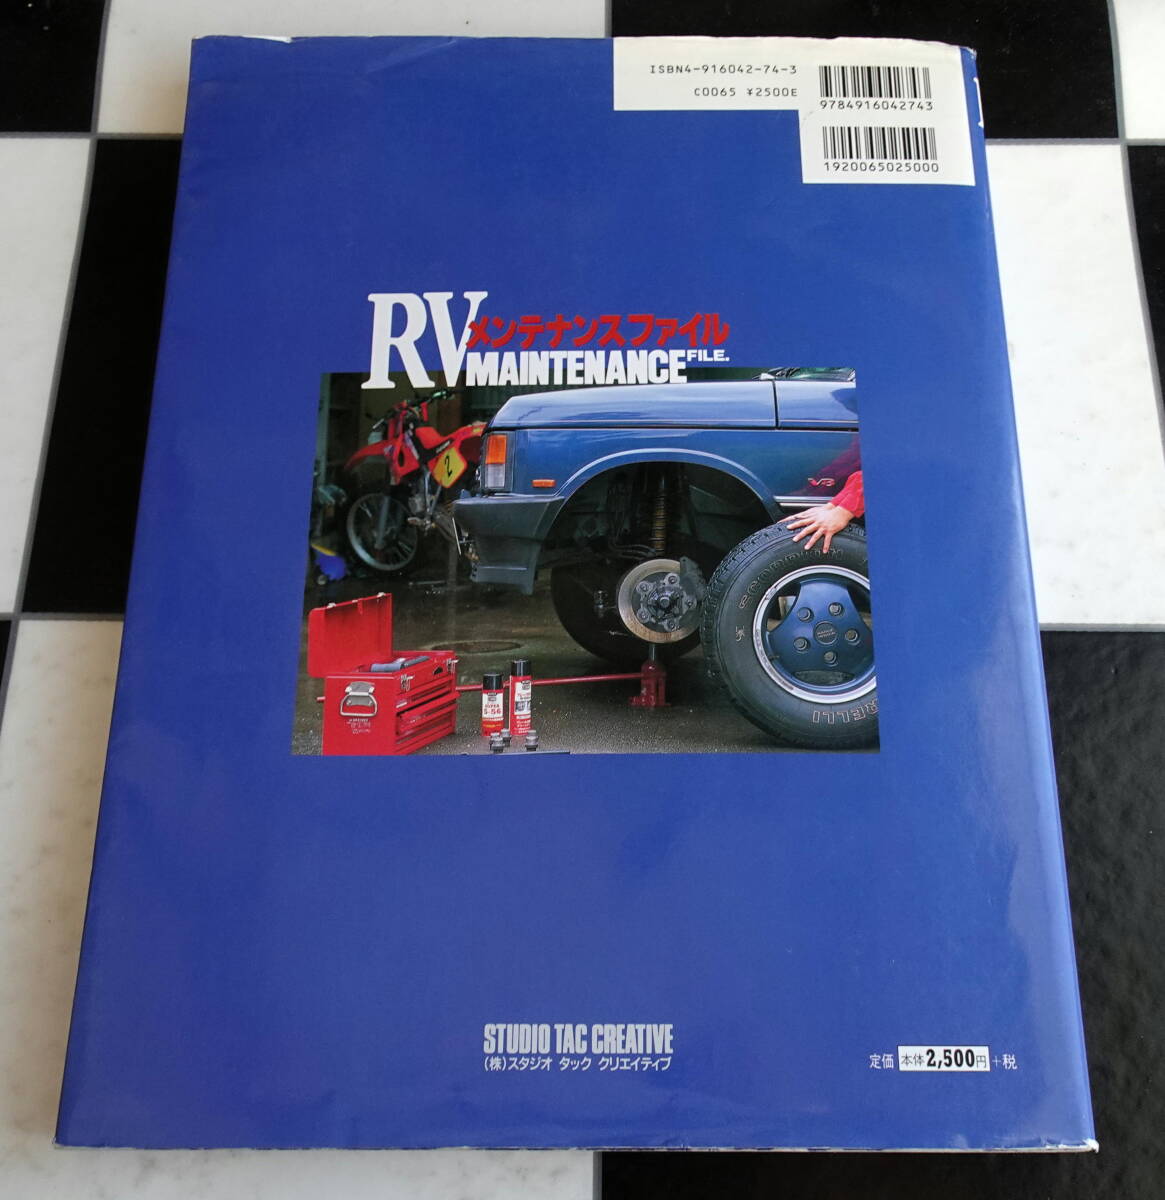 ISBN4-916042-74-3
C0065 ¥2500E
9784916042743
1920065025000
RV
メンテナンスファイル
MAINTENANCE FILE.
2
V8
5-56
STUDIO TAC CREATIVE
(株)スタジオ タック クリエイティブ
定価 本体2,500円 +税